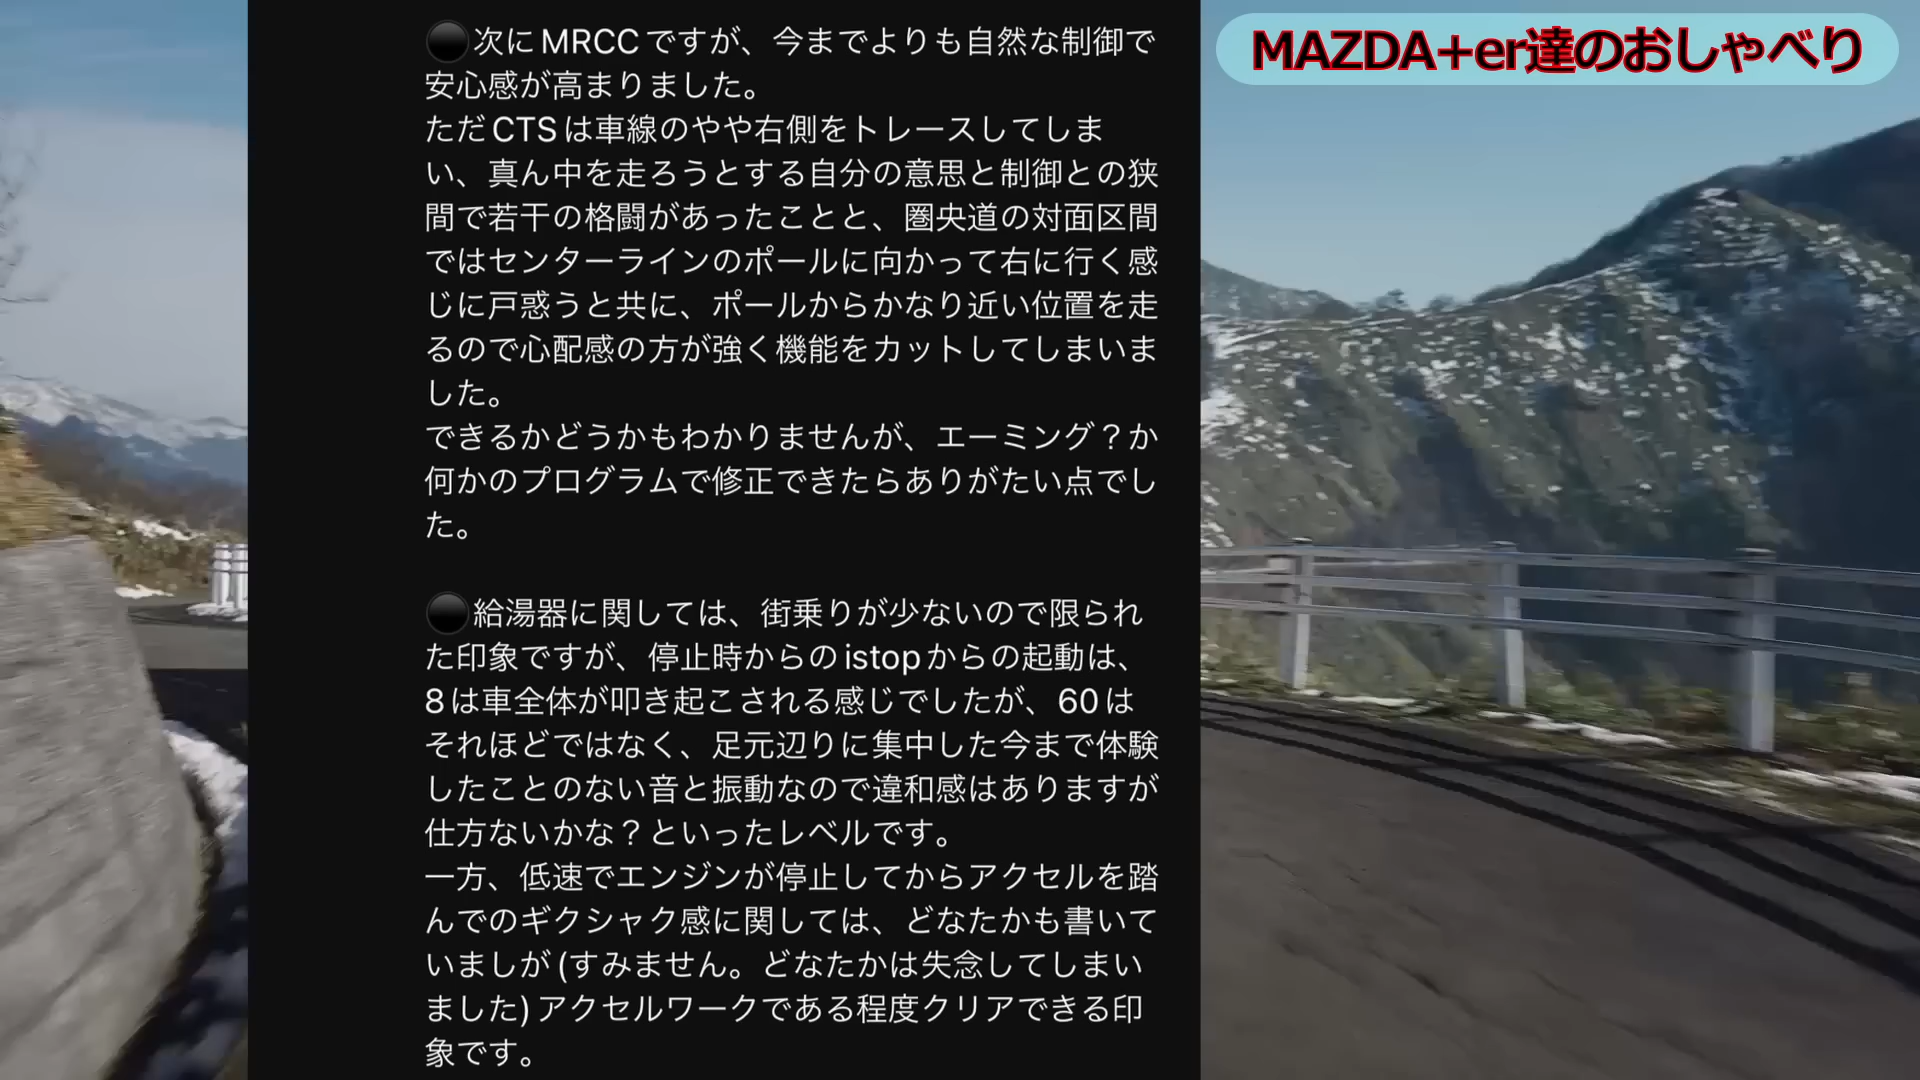 MAZDA+er達のおしゃべり
⚫次にMRCCですが、今までよりも自然な制御で
安心感が高まりました。
ただCTSは車線のやや右側をトレースしてしま
い、真ん中を走ろうとする自分の意思と制御との狭
間で若干の格闘があったことと、圏央道の対面区間
ではセンターラインのポールに向かって右に行く感
じに戸惑うと共に、ポールからかなり近い位置を走
るので心配感の方が強く機能をカットしてしまいま
した。
できるかどうかもわかりませんが、エーミング？か
何かのプログラムで修正できたらありがたい点でし
た。
⚫給湯器に関しては、街乗りが少ないので限られ
た印象ですが、停止時からのistopからの起動は、
8は車全体が叩き起こされる感じでしたが、60は
それほどではなく、足元辺りに集中した今まで体験
したことのない音と振動なので違和感はありますが
仕方ないかな？といったレベルです。
一方、低速でエンジンが停止してからアクセルを踏
んでのギクシャク感に関しては、どなたかも書いて
いましが(すみません。どなたかは失念してしまい
ました)アクセルワークである程度クリアできる印
象です。